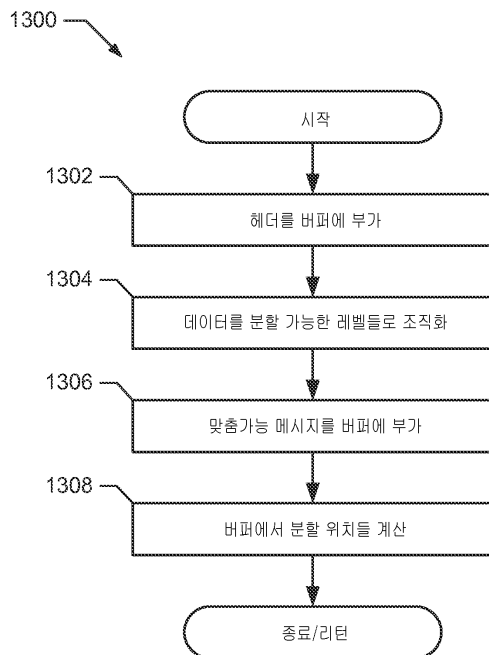 1300
시작
1302
헤더를 버퍼에 부가
1304
데이터를 분할 가능한 레벨들로 조직화
1306
맞춤가능 메시지를 버퍼에 부가
1308
버퍼에서 분할 위치들 계산
종료/리턴